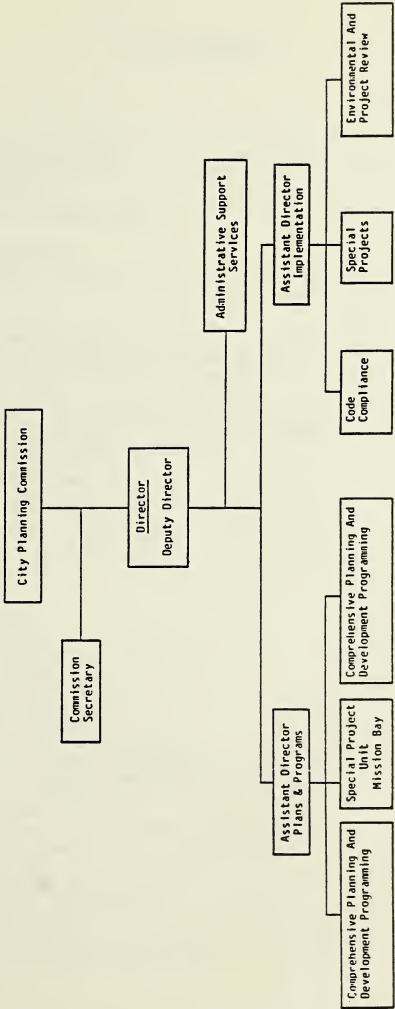 City Planning Commission
Commission
Secretary
Director
Deputy Director
Administrative Support
Services
Assistant Director
Plans & Programs
Assistant Director
Implementation
Comprehensive Planning And
Development Programming
Special Project
Unit
Mission Bay
Comprehensive Planning And
Development Programming
Code
Compliance
Special
Projects
Environmental And
Project Review